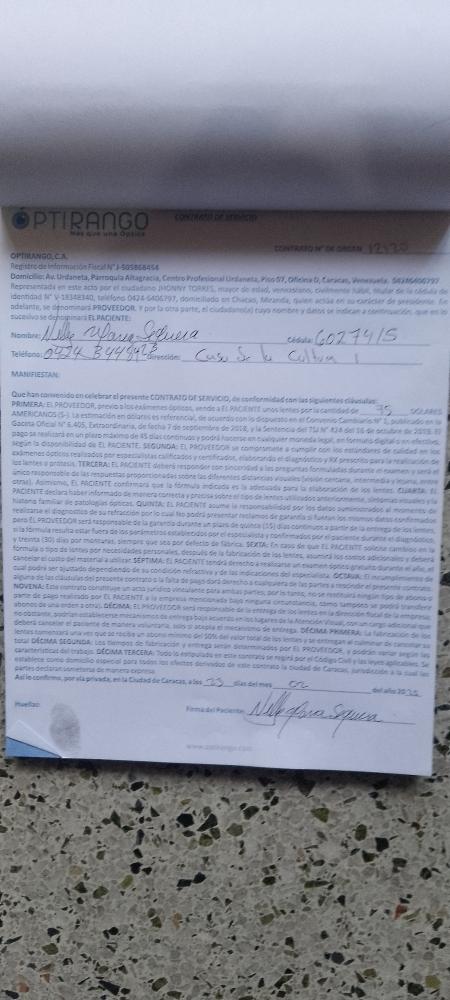 OPTIRANGO
Más que una Óptica
CONTRATO DE SERVICIO
CONTRATO N° DE ORDEN 12120
OPTIRANGO, C.A.
Registro de Información Fiscal N° J-505868454
Domicilio: Av. Urdaneta, Parroquia Altagracia, Centro Profesional Urdaneta, Piso 07, Oficina D, Caracas, Venezuela. 04246406797
Representada en este acto por el ciudadano JHONNY TORRES, mayor de edad, venezolano, civilmente hábil, titular de la cédula de
identidad N° V-18348340, teléfono 0424-6406797, domiciliado en Chacao, Miranda, quien actúa en su carácter de presidente. En
adelante, se denominará PROVEEDOR. Y por la otra parte, el ciudadano(a) cuyo nombre y datos se indican a continuación, que en lo
sucesivo se denominará EL PACIENTE:
Nombre: Nelly Maria Sequera Cédula: 6027415
Teléfono: 0424 Dirección: Casa De la Cultura
MANIFIESTAN:
Que han convenido en celebrar el presente CONTRATO DE SERVICIO, de conformidad con las siguientes cláusulas:
PRIMERA: EL PROVEEDOR, previo a los exámenes ópticos, vende a EL PACIENTE unos lentes por la cantidad de 75 DOLARES
AMERICANOS ($-). La estimación en dólares es referencial, de acuerdo con lo dispuesto en el Convenio Cambiario N° 1, publicado en la
Gaceta Oficial N° 6.405, Extraordinaria, de fecha 7 de septiembre de 2018, y la Sentencia del TSJ N° 824 del 16 de octubre de 2018. El
pago se realizará en un plazo máximo de 45 días continuos y podrá hacerse en cualquier moneda legal, en formato digital o en efectivo,
según la disponibilidad de EL PACIENTE. SEGUNDA: EL PROVEEDOR se compromete a cumplir con los estándares de calidad en los
exámenes ópticos realizados por especialistas calificados y certificados, elaborando el diagnóstico y RX prescrito para la realización de
los lentes o protesis. TERCERA: EL PACIENTE deberá responder con sinceridad a las preguntas formuladas durante el examen y será el
único responsable de las respuestas proporcionadas sobre las diferentes distancias visuales (visión cercana, intermedia y lejana, entre
otras). Asimismo, EL PACIENTE confirmará que la fórmula indicada es la adecuada para la elaboración de los lentes. CUARTA: EL
PACIENTE declara haber informado de manera correcta y precisa sobre el tipo de lentes utilizados anteriormente,
historia familiar de patologías ópticas. QUINTA: EL PACIENTE asume la responsabilidad por los datos suministrados al momento de
realizarse el diagnóstico de su refracción por lo cual No podrá presentar reclamos de garantía si fueran los mismos datos confirmados
pero EL PROVEEDOR será responsable de la garantía durante un plazo de quince (15) días continuos a partir de la entrega de los lentes,
si la fórmula resulta estar fuera de los parámetros establecidos por el especialista y confirmados por el paciente durante el diagnóstico,
y treinta (30) días por monturas, siempre que sea por defecto de fábrica. SEXTA: En caso de que EL PACIENTE solicite cambios en la
fórmula o tipo de lentes por necesidades personales, después de la fabricación de los lentes, asumirá los costos adicionales y deberá
cancelar el costo del material a utilizar. SÉPTIMA: EL PACIENTE tendrá derecho a realizarse un examen óptico gratuito durante el año, el
cual podrá ser ajustado dependiendo de su condición refractiva y de las indicaciones del especialista. OCTAVA: El incumplimiento de
alguna de las cláusulas del presente contrato o la falta de pago dará derecho a cualquiera de las partes a rescindir el presente contrato.
NOVENA: Este contrato constituye un acto jurídico vinculante para ambas partes, por lo tanto, no se restituirá ningún tipo de abono
parte de pago realizado por EL PACIENTE a la empresa mencionada bajo ninguna circunstancia, como tampoco se podrá transferir
abonos de una orden a otra. DÉCIMA: EL PROVEEDOR será responsable de la entrega de los lentes en la dirección fiscal de la empresa,
no obstante, podrían establecer mecanismos de entrega bajo acuerdo en los lugares de la Atención Visual, con un cargo adicional que
deberá cancelar el paciente de manera voluntaria, solo si acepta el mecanismo de entrega. DÉCIMA PRIMERA: La fabricación de los
lentes comenzará una vez que se recibe un abono mínimo del 50% del valor total de los lentes
total DÉCIMA SEGUNDA: Los tiempos de fabricación y entrega serán determinados por EL PROVEEDOR, y podrán variar según las
características del trabajo. DÉCIMA TERCERA: Todo lo estipulado en este contrato se regirá por el Código Civil y las leyes aplicables. Se
establece como domicilio especial para todos los efectos derivados de este contrato la ciudad de Caracas, jurisdicción a la cual las
partes declaran someterse de manera expresa.
Así lo confirmo, por vía privada, en la Ciudad de Caracas, a los 23 días del mes 02 del año 2025
Huellas: Firma del Paciente: Nelly Maria Sequera
www.optirango.com